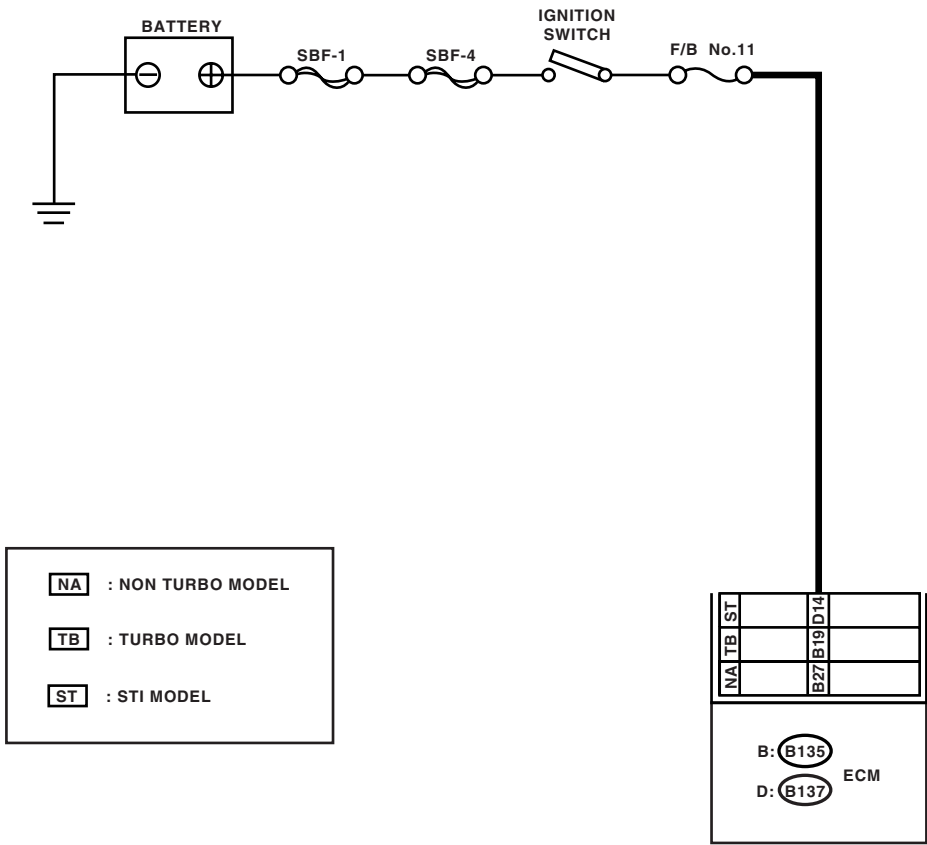 BATTERY
SBF-1
SBF-4
IGNITION
SWITCH
F/B No.11
NA : NON TURBO MODEL
TB : TURBO MODEL
ST : STI MODEL
ST D14
TB B19
NA B27
B: B135
ECM
D: B137